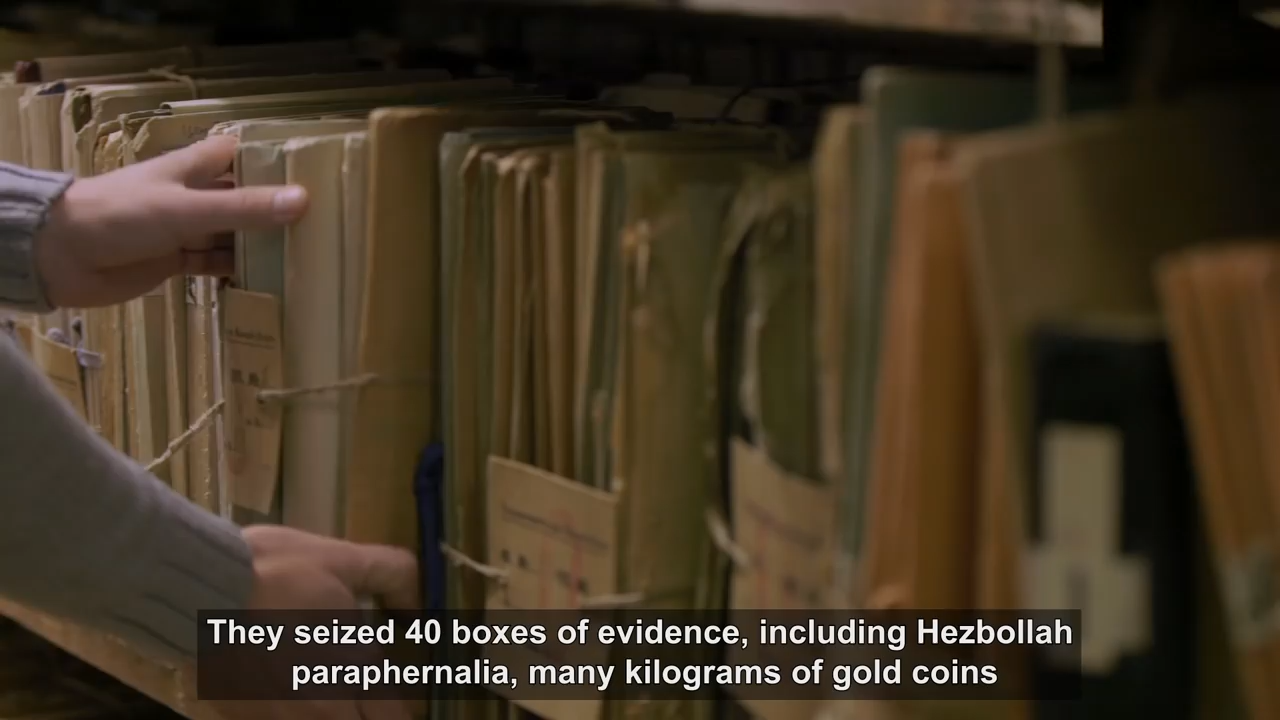 They seized 40 boxes of evidence, including Hezbollah
paraphernalia, many kilograms of gold coins